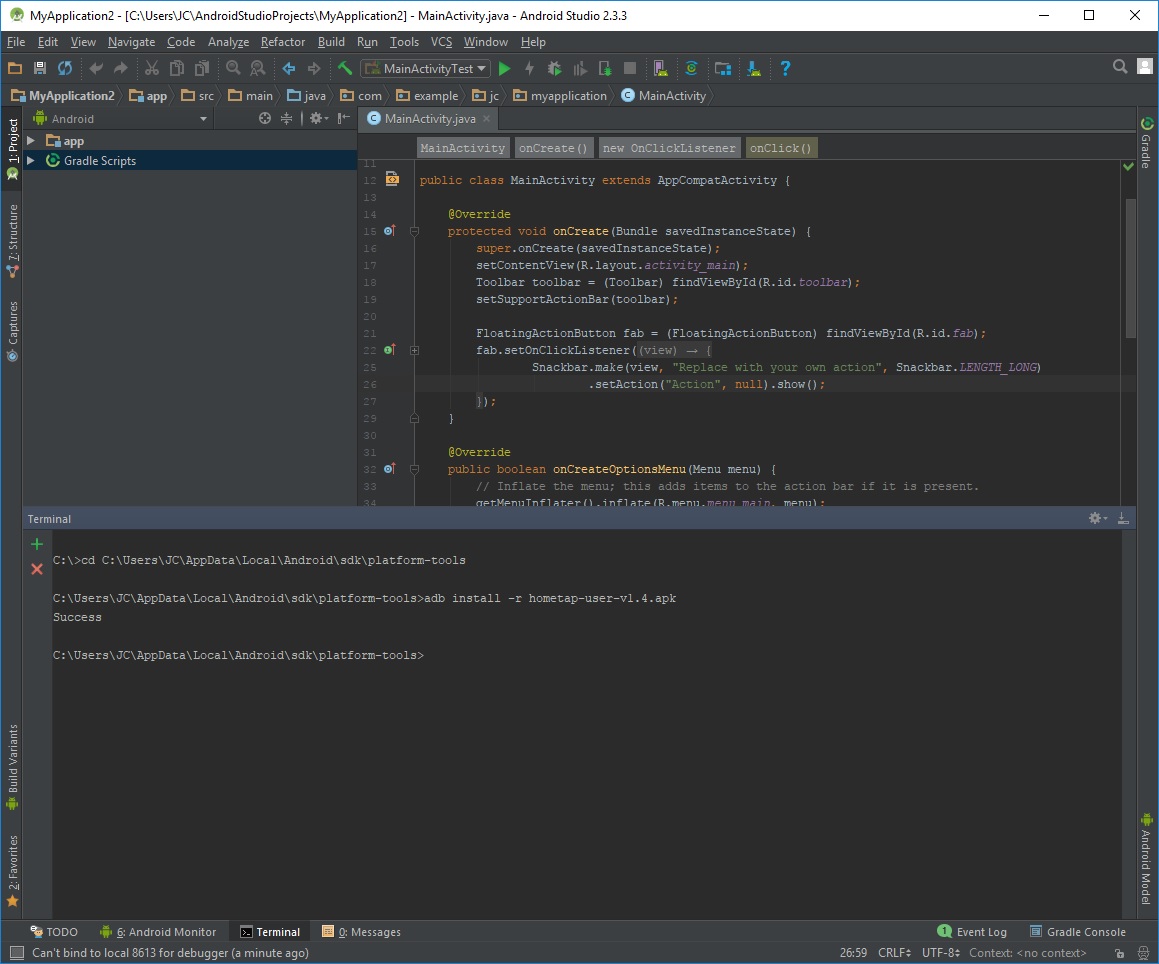 MyApplication2 - [C:\Users\JC\AndroidStudioProjects\MyApplication2] - MainActivity.java - Android Studio 2.3.3
File Edit View Navigate Code Analyze Refactor Build Run Tools VCS Window Help
MainActivityTest
MyApplication2 app src main java com example jc myapplication MainActivity
Android
MainActivity.java
app
Gradle Scripts
MainActivity onCreate() new OnClickListener onClick()
11
12 public class MainActivity extends AppCompatActivity {
13
14 @Override
15 protected void onCreate(Bundle savedInstanceState) {
16 super.onCreate(savedInstanceState);
17 setContentView(R.layout.activity_main);
18 Toolbar toolbar = (Toolbar) findViewById(R.id.toolbar);
19 setSupportActionBar(toolbar);
20
21 FloatingActionButton fab = (FloatingActionButton) findViewById(R.id.fab);
22 fab.setOnClickListener((view) → {
25 Snackbar.make(view, "Replace with your own action", Snackbar.LENGTH_LONG)
26 .setAction("Action", null).show();
27 });
29 }
30
31 @Override
32 public boolean onCreateOptionsMenu(Menu menu) {
33 // Inflate the menu; this adds items to the action bar if it is present.
34 getMenuInflater().inflate(R.menu.menu_main, menu);
1: Project
7: Structure
Captures
Build Variants
2: Favorites
Gradle
Android Model
Terminal
C:\>cd C:\Users\JC\AppData\Local\Android\sdk\platform-tools
C:\Users\JC\AppData\Local\Android\sdk\platform-tools>adb install -r hometap-user-v1.4.apk
Success
C:\Users\JC\AppData\Local\Android\sdk\platform-tools>
TODO 6: Android Monitor Terminal 0: Messages 1 Event Log Gradle Console
Can't bind to local 8613 for debugger (a minute ago) 26:59 CRLF UTF-8 Context: <no context>